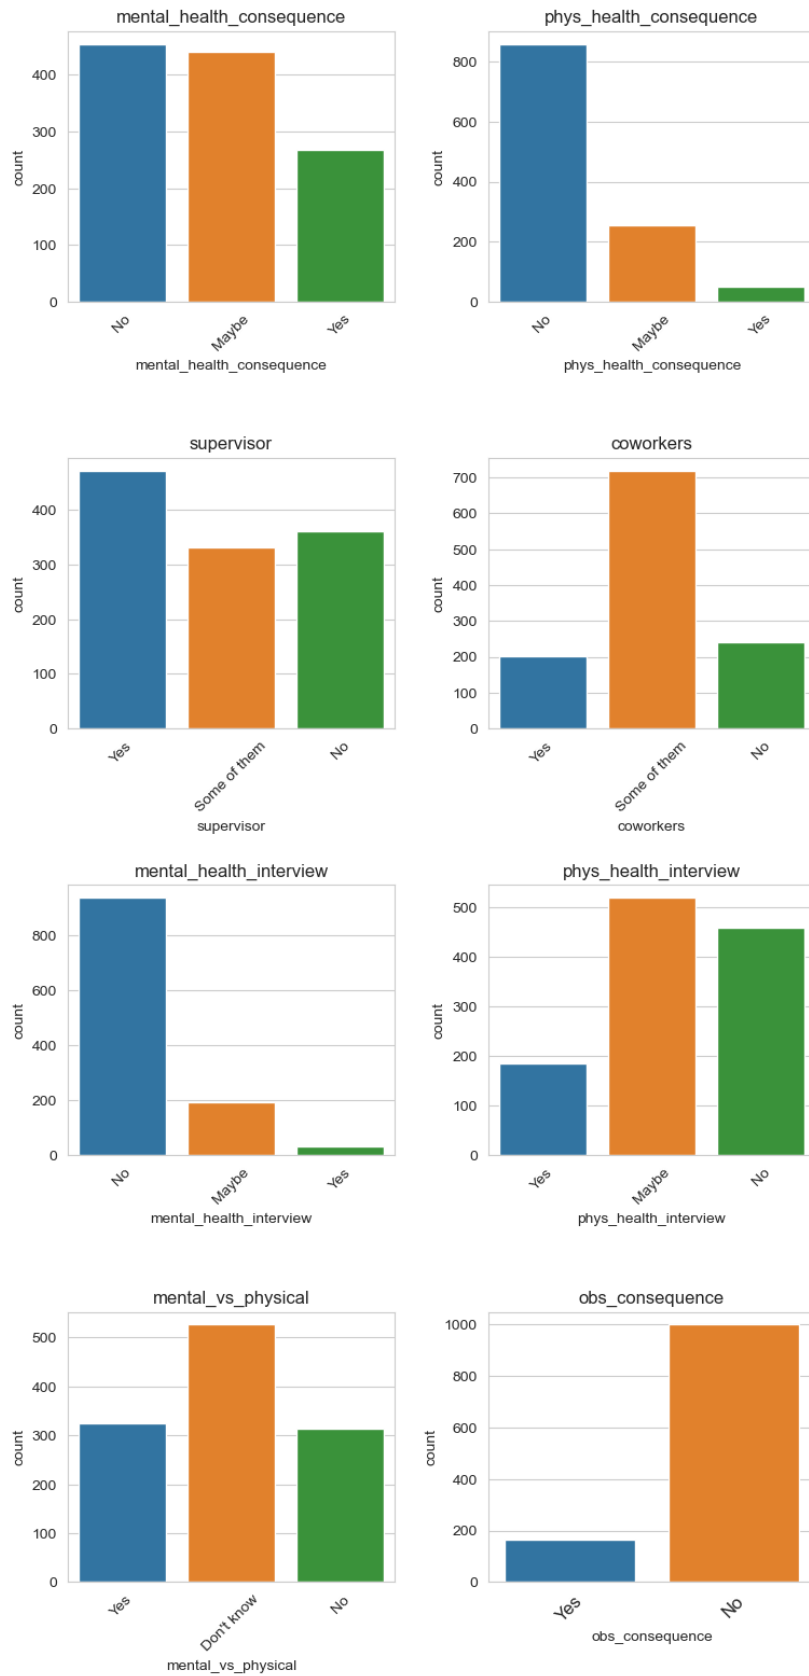 mental_health_consequence
400
300
200
100
0
count
No
Maybe
Yes
mental_health_consequence
phys_health_consequence
800
600
400
200
0
count
No
Maybe
Yes
phys_health_consequence
supervisor
400
300
200
100
0
count
Yes
Some of them
No
supervisor
coworkers
700
600
500
400
300
200
100
0
count
Yes
Some of them
No
coworkers
mental_health_interview
800
600
400
200
0
count
No
Maybe
Yes
mental_health_interview
phys_health_interview
500
400
300
200
100
0
count
Yes
Maybe
No
phys_health_interview
mental_vs_physical
500
400
300
200
100
0
count
Yes
Don't know
No
mental_vs_physical
obs_consequence
1000
800
600
400
200
0
count
Yes
No
obs_consequence